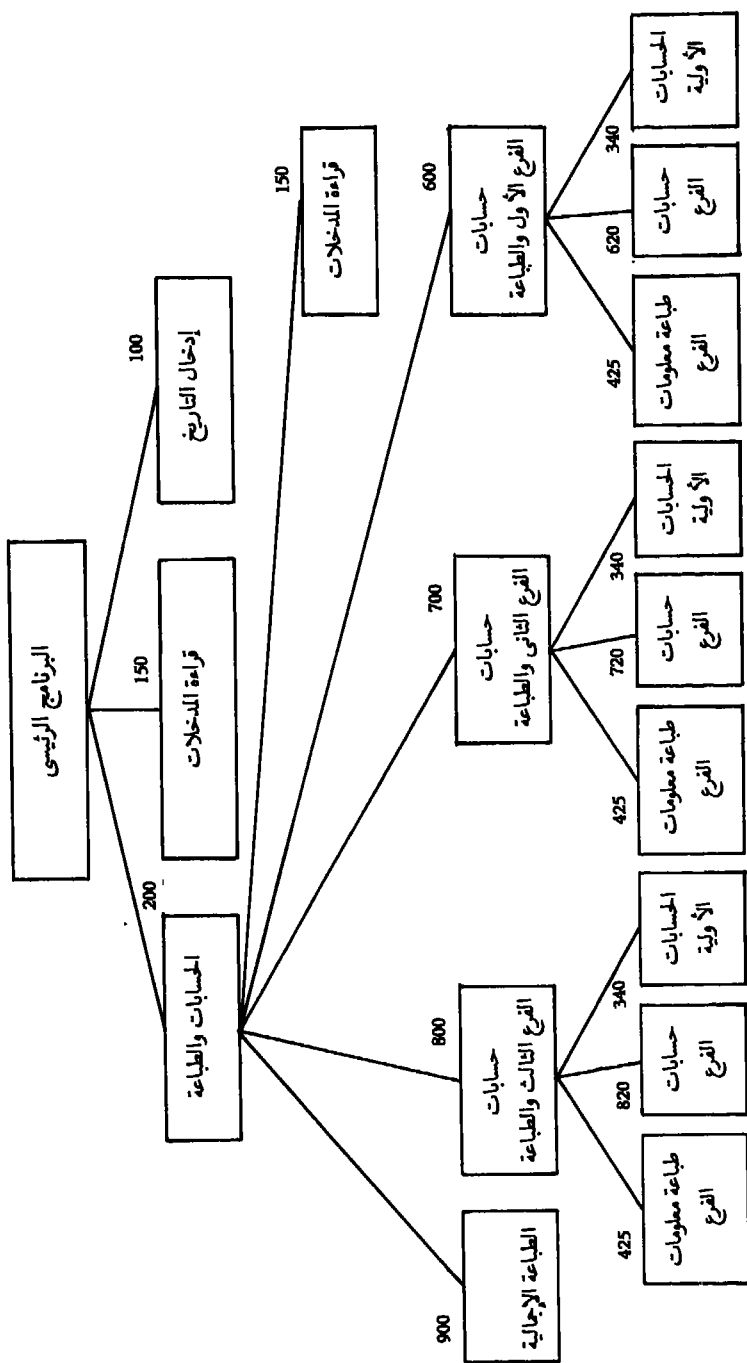 البرنامج الرئيسى
100
إدخال التاريخ
150
قراءة المدخلات
200
الحسابات والطباعة
150
قراءة المدخلات
600
حسابات
الفرع الأول والطباعة
700
حسابات
الفرع الثانى والطباعة
800
حسابات
الفرع الثالث والطباعة
900
الطباعة الإجمالية
340
الحسابات
الأولية
620
حسابات
الفرع
425
طباعة معلومات
الفرع
340
الحسابات
الأولية
720
حسابات
الفرع
425
طباعة معلومات
الفرع
340
الحسابات
الأولية
820
حسابات
الفرع
425
طباعة معلومات
الفرع